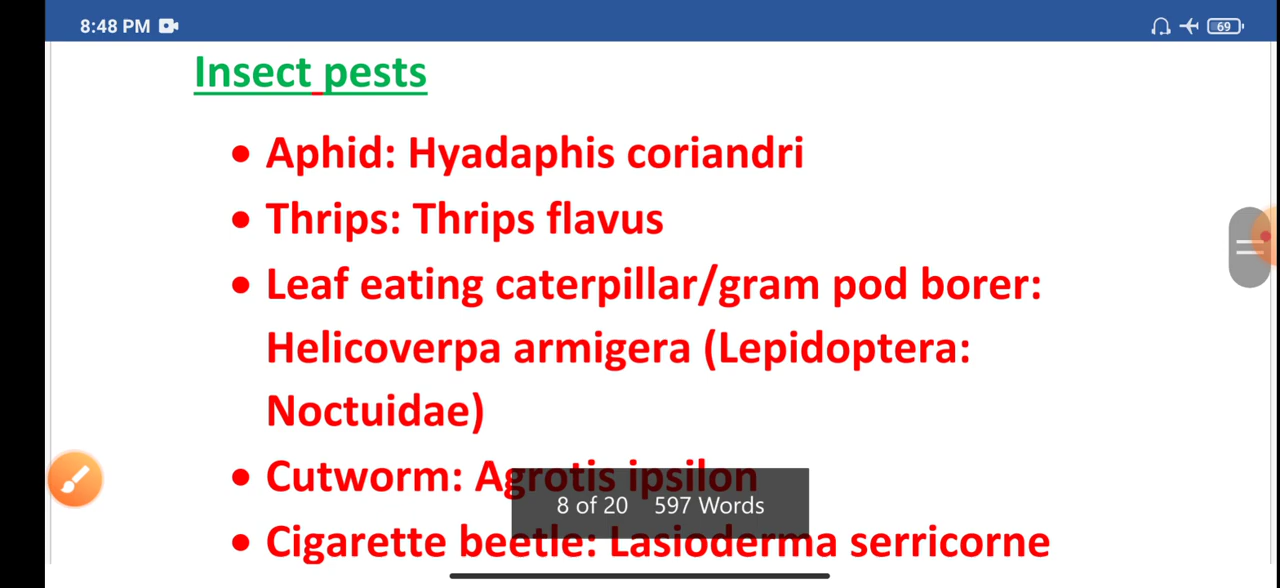 8:48 PM
69
Insect pests
• Aphid: Hyadaphis coriandri
• Thrips: Thrips flavus
• Leaf eating caterpillar/gram pod borer:
Helicoverpa armigera (Lepidoptera:
Noctuidae)
• Cutworm: Agrotis ipsilon
8 of 20 597 Words
• Cigarette beetle: Lasioderma serricorne